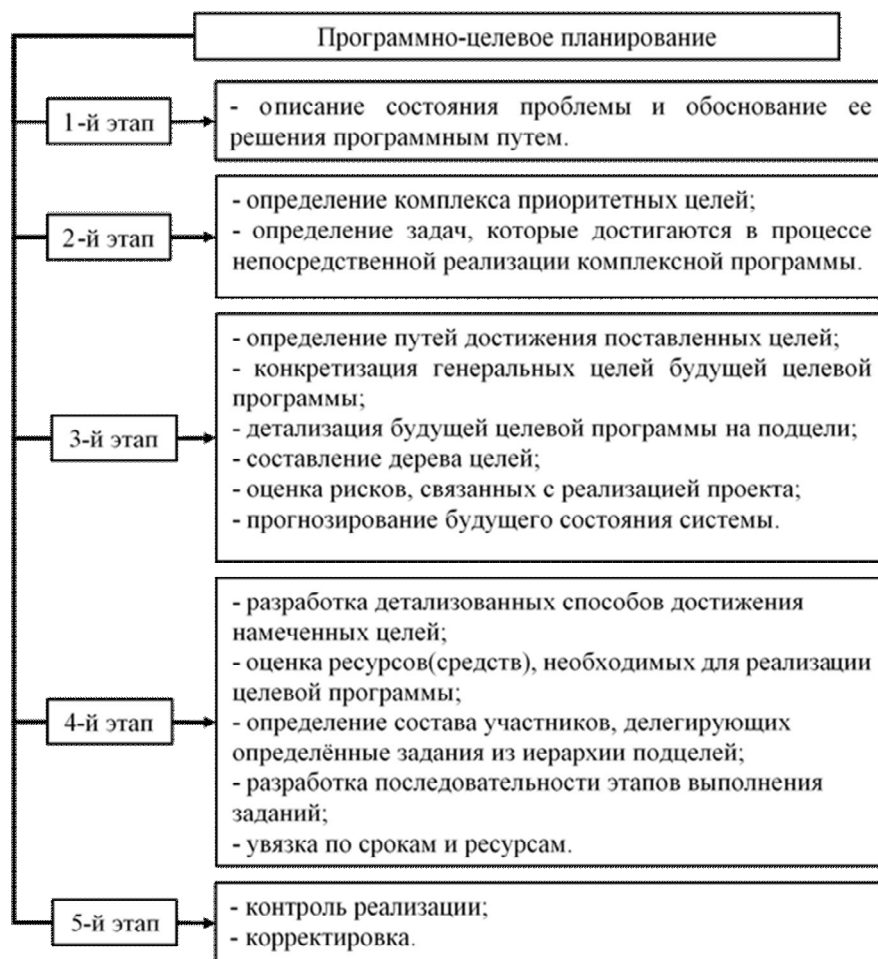 Программно-целевое планирование
1-й этап
- описание состояния проблемы и обоснование ее
решения программным путем.
2-й этап
- определение комплекса приоритетных целей;
- определение задач, которые достигаются в процессе
непосредственной реализации комплексной программы.
3-й этап
- определение путей достижения поставленных целей;
- конкретизация генеральных целей будущей целевой
программы;
- детализация будущей целевой программы на подцели;
- составление дерева целей;
- оценка рисков, связанных с реализацией проекта;
- прогнозирование будущего состояния системы.
4-й этап
- разработка детализованных способов достижения
намеченных целей;
- оценка ресурсов(средств), необходимых для реализации
целевой программы;
- определение состава участников, делегирующих
определённые задания из иерархии подцелей;
- разработка последовательности этапов выполнения
заданий;
- увязка по срокам и ресурсам.
5-й этап
- контроль реализации;
- корректировка.